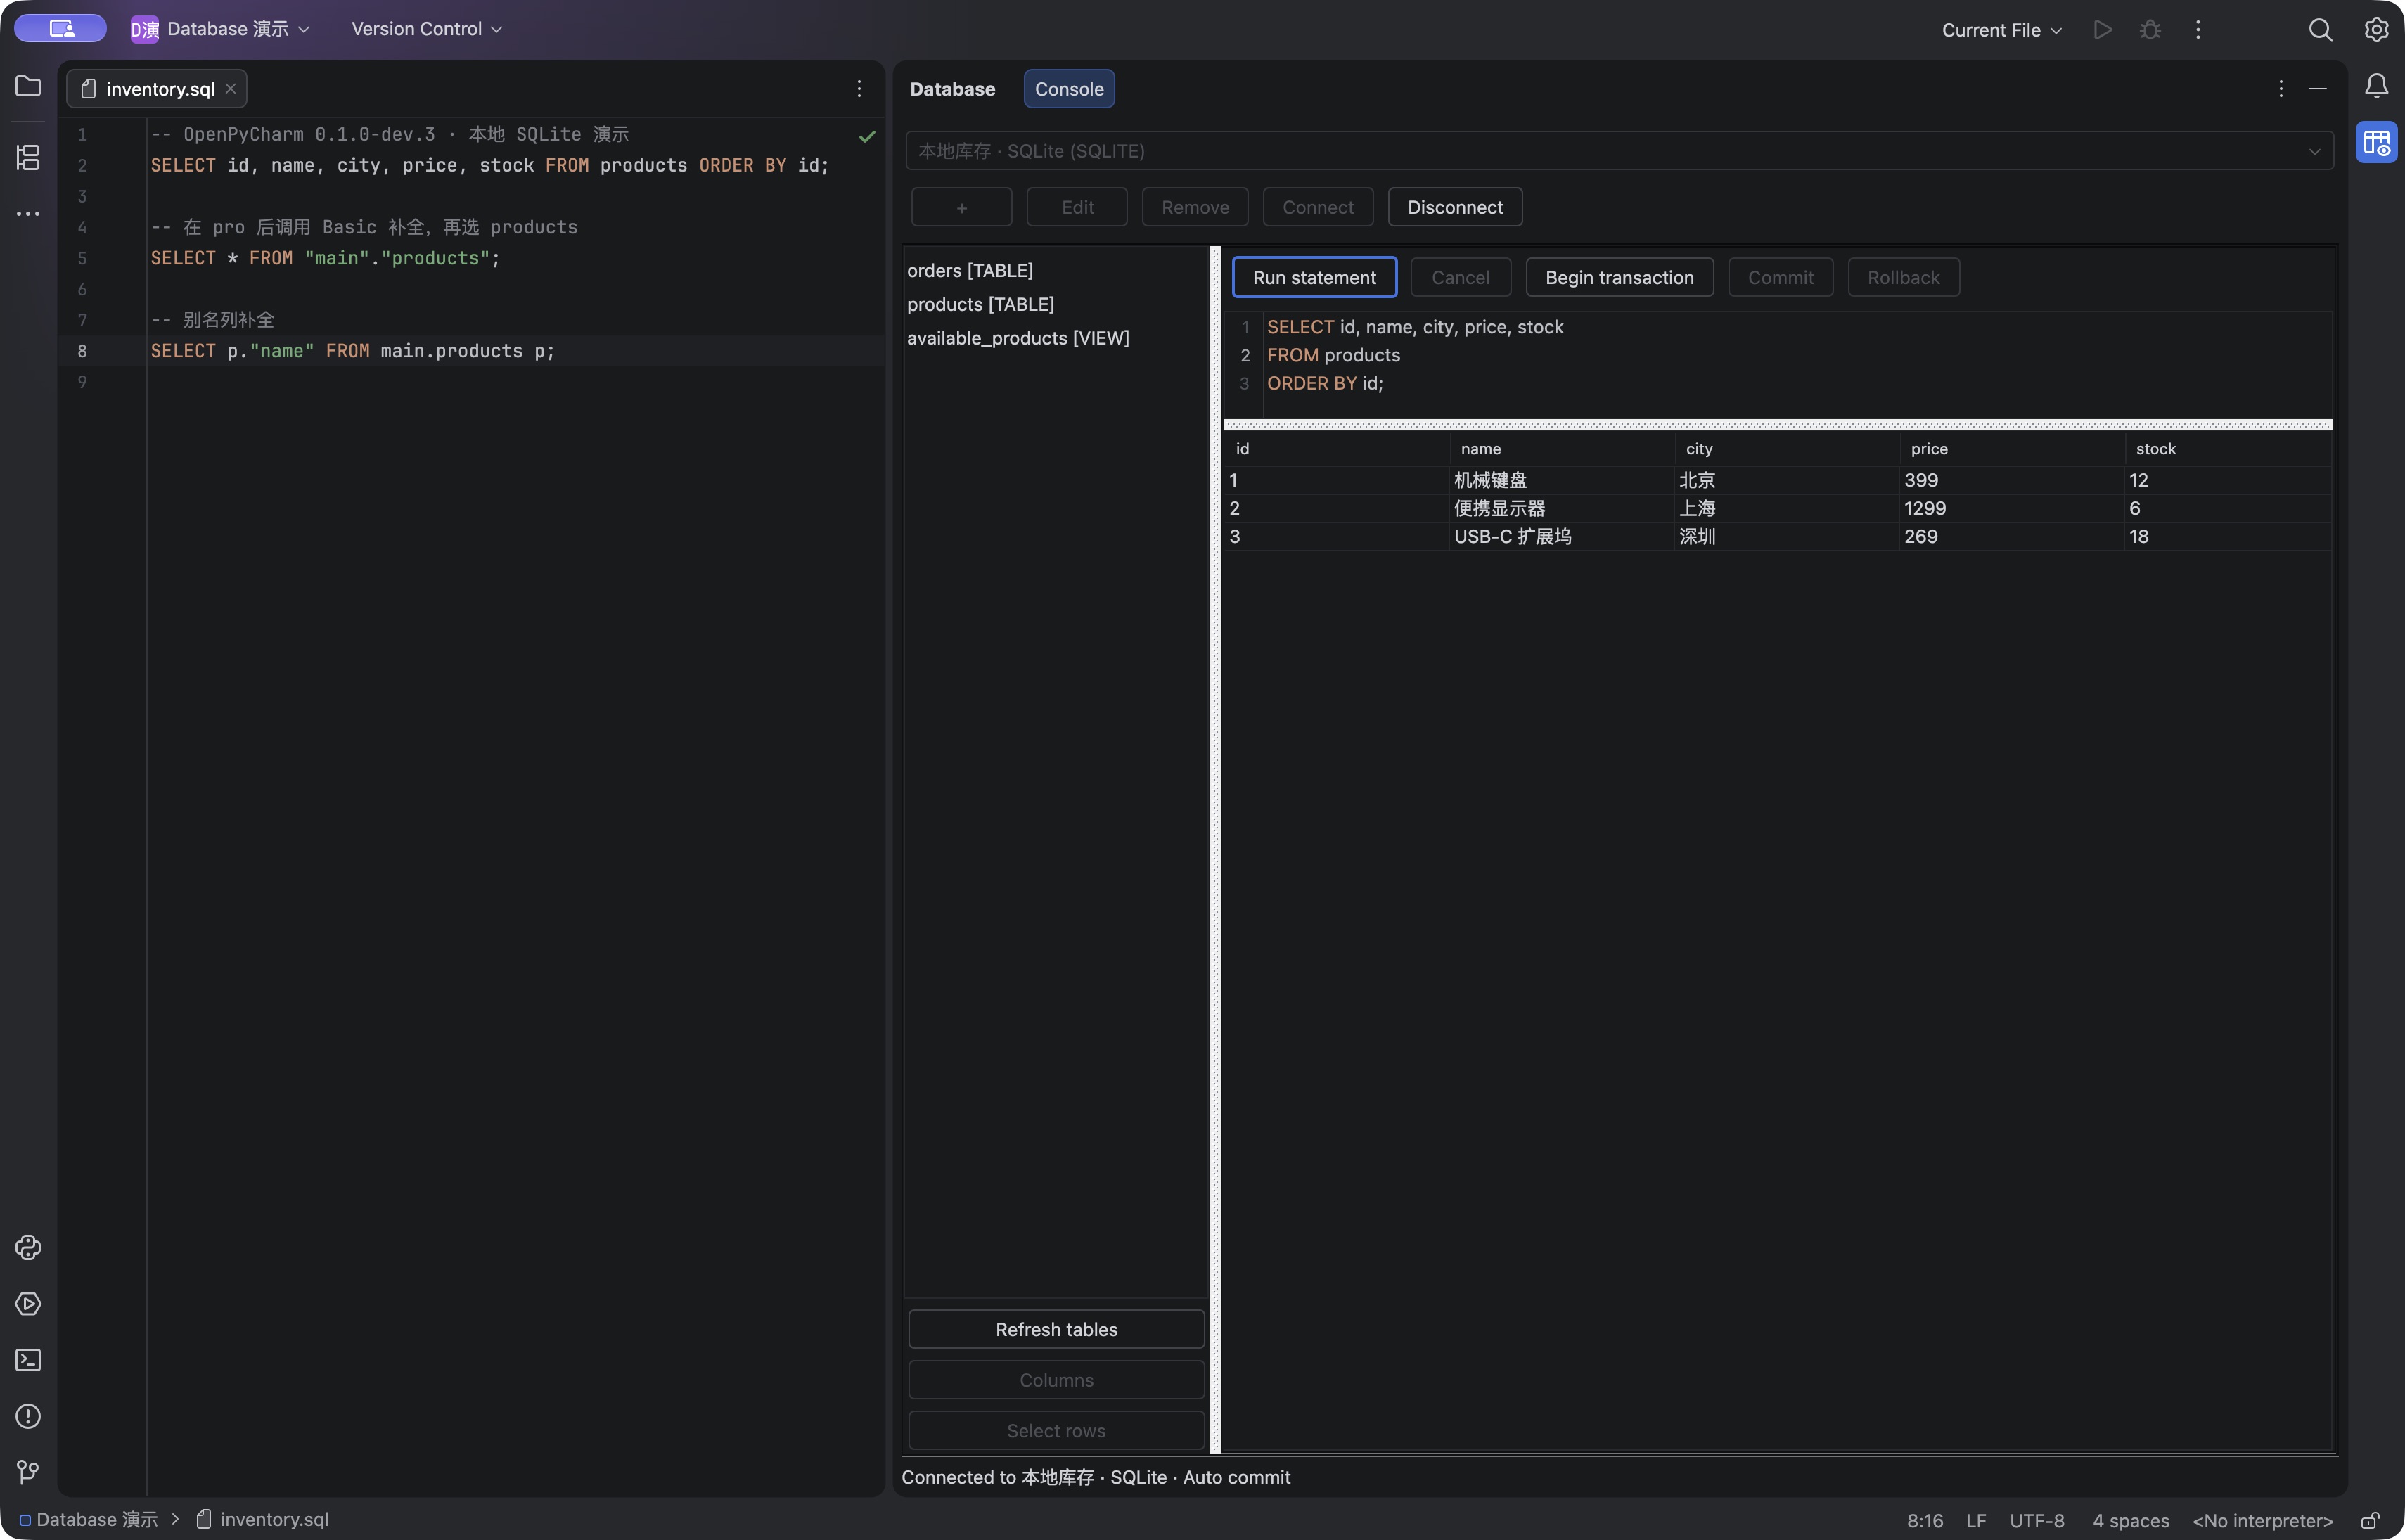 D演 Database 演示 Version Control Current File
inventory.sql
1 -- OpenPyCharm 0.1.0-dev.3 · 本地 SQLite 演示
2 SELECT id, name, city, price, stock FROM products ORDER BY id;
3
4 -- 在 pro 后调用 Basic 补全，再选 products
5 SELECT * FROM "main"."products";
6
7 -- 别名列补全
8 SELECT p."name" FROM main.products p;
9
Database Console
本地库存 · SQLite (SQLITE)
+ Edit Remove Connect Disconnect
orders [TABLE]
products [TABLE]
available_products [VIEW]
Refresh tables
Columns
Select rows
Run statement Cancel Begin transaction Commit Rollback
1 SELECT id, name, city, price, stock
2 FROM products
3 ORDER BY id;
id name city price stock
1 机械键盘 北京 399 12
2 便携显示器 上海 1299 6
3 USB-C 扩展坞 深圳 269 18
Connected to 本地库存 · SQLite · Auto commit
Database 演示 > inventory.sql 8:16 LF UTF-8 4 spaces <No interpreter>